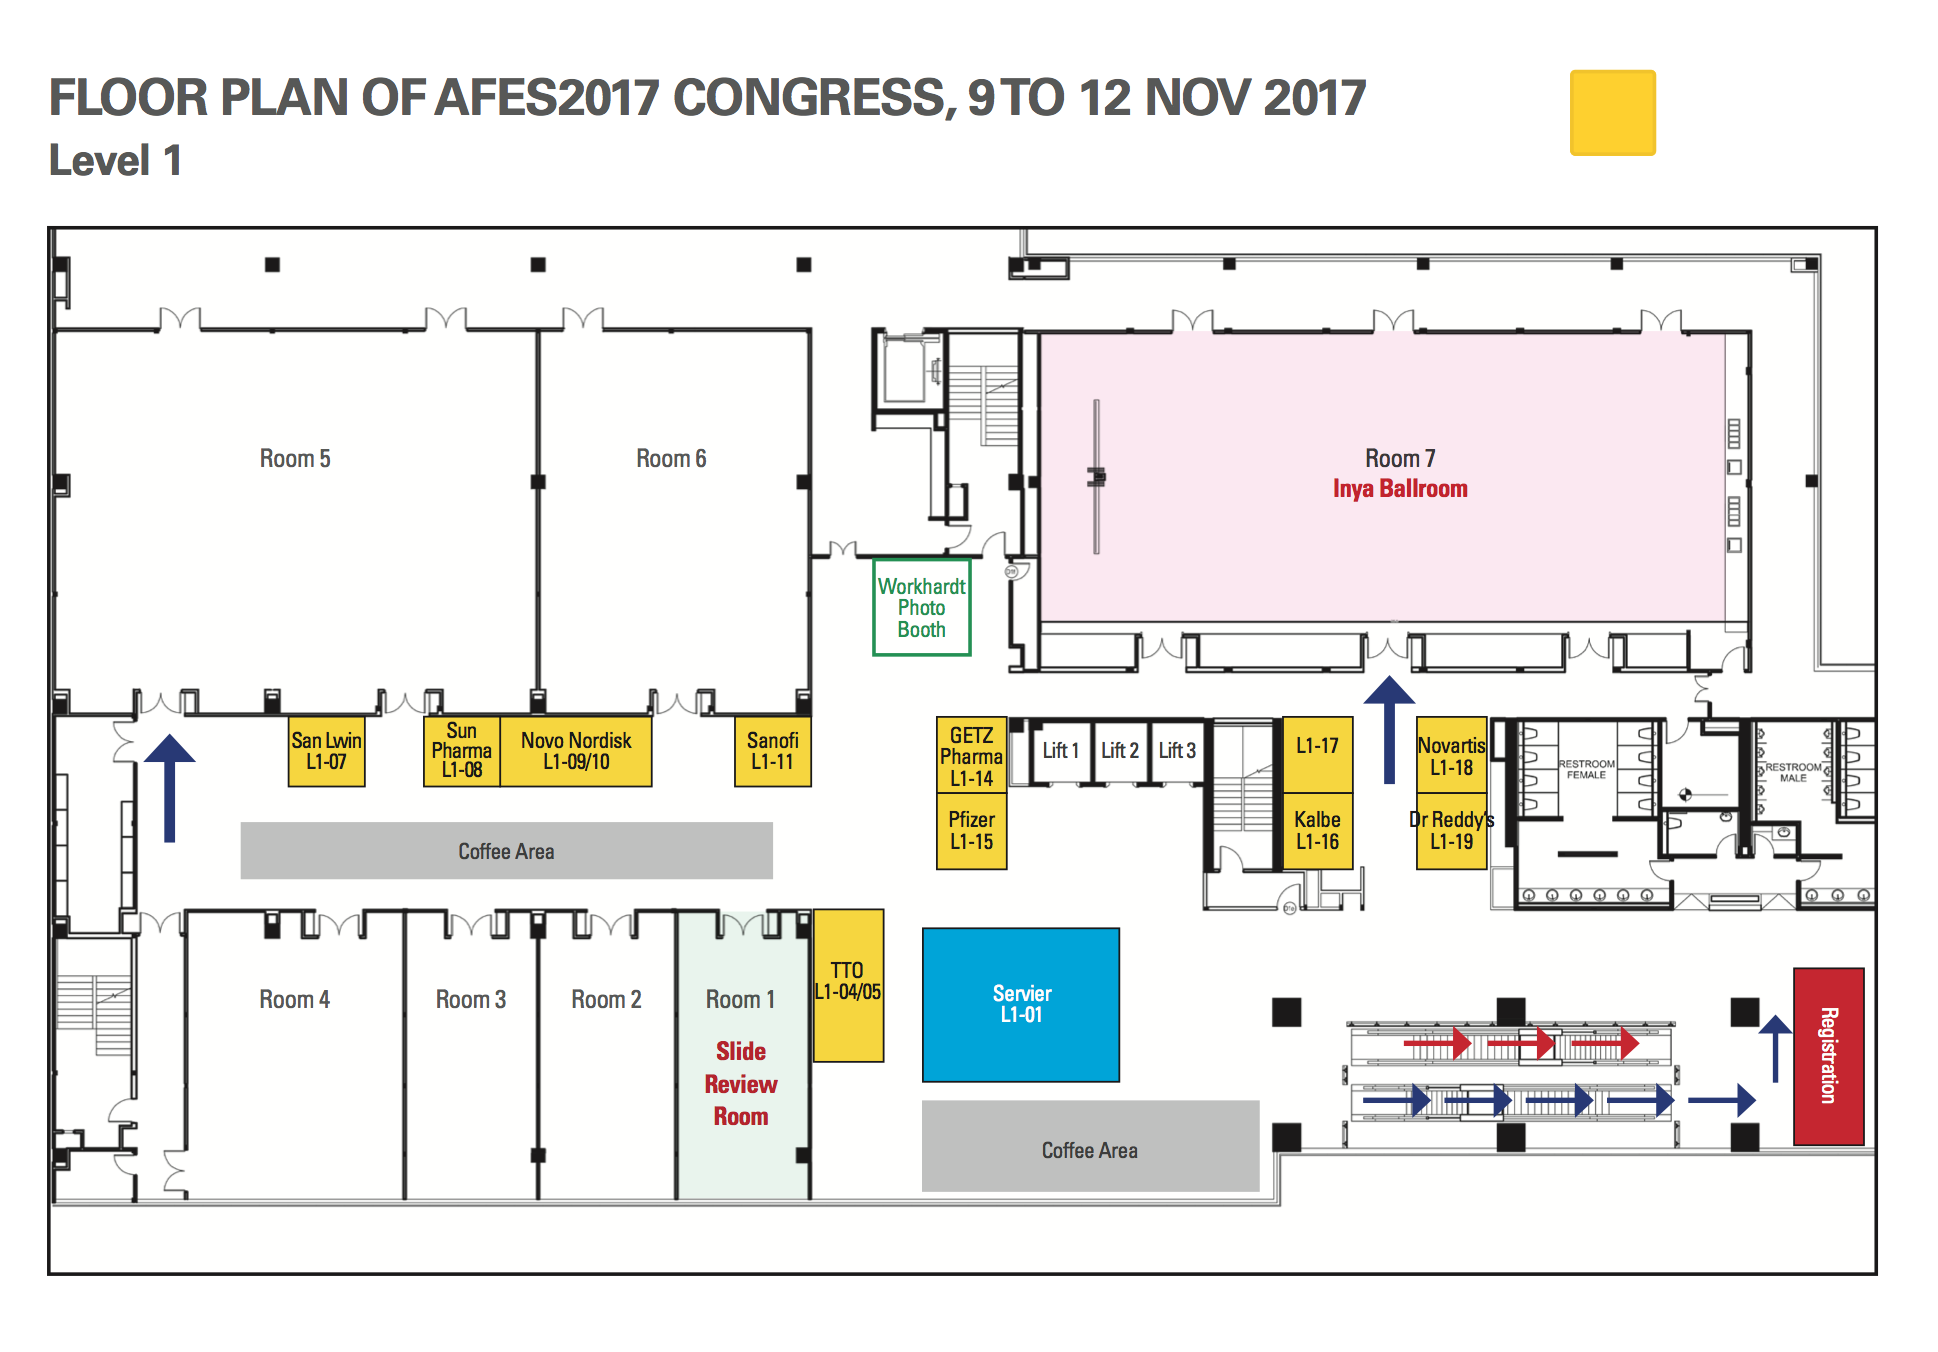 FLOOR PLAN OF AFES2017 CONGRESS, 9 TO 12 NOV 2017
Level 1
Room 5
Room 6
Room 7
Inya Ballroom
Workhardt
Photo
Booth
San Lwin
L1-07
Sun
Pharma
L1-08
Novo Nordisk
L1-09/10
Sanofi
L1-11
GETZ
Pharma
L1-14
Pfizer
L1-15
Lift 1
Lift 2
Lift 3
L1-17
Kalbe
L1-16
Novartis
L1-18
Dr Reddy's
L1-19
RESTROOM
FEMALE
RESTROOM
MALE
Coffee Area
Room 4
Room 3
Room 2
Room 1
Slide
Review
Room
TTO
L1-04/05
Servier
L1-01
Coffee Area
Registration